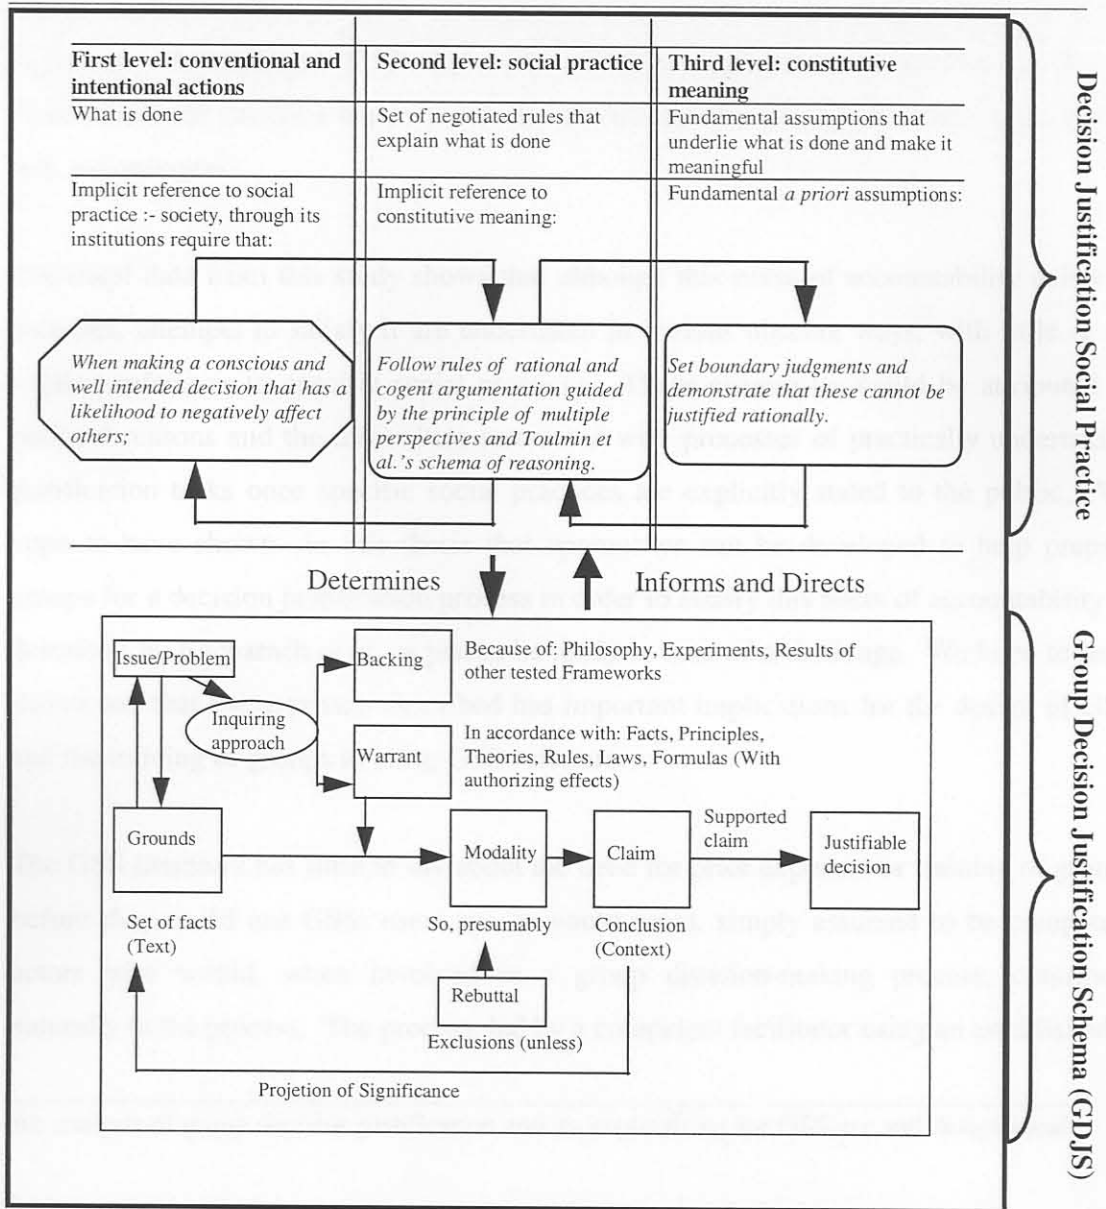 First level: conventional and
intentional actions
Second level: social practice
Third level: constitutive
meaning
What is done
Set of negotiated rules that
explain what is done
Fundamental assumptions that
underlie what is done and make it
meaningful
Implicit reference to social
practice :- society, through its
institutions require that:
Implicit reference to
constitutive meaning:
Fundamental a priori assumptions:
When making a conscious and
well intended decision that has a
likelihood to negatively affect
others;
Follow rules of rational and
cogent argumentation guided
by the principle of multiple
perspectives and Toulmin et
al.'s schema of reasoning.
Set boundary judgments and
demonstrate that these cannot be
justified rationally.
Decision Justification Social Practice
Determines
Informs and Directs
Issue/Problem
Backing
Because of: Philosophy, Experiments, Results of
other tested Frameworks
Inquiring
approach
Warrant
In accordance with: Facts, Principles,
Theories, Rules, Laws, Formulas (With
authorizing effects)
Grounds
Modality
Claim
Supported
claim
Justifiable
decision
Set of facts
(Text)
So, presumably
Conclusion
(Context)
Rebuttal
Exclusions (unless)
Projetion of Significance
Group Decision Justification Schema (GDJS)